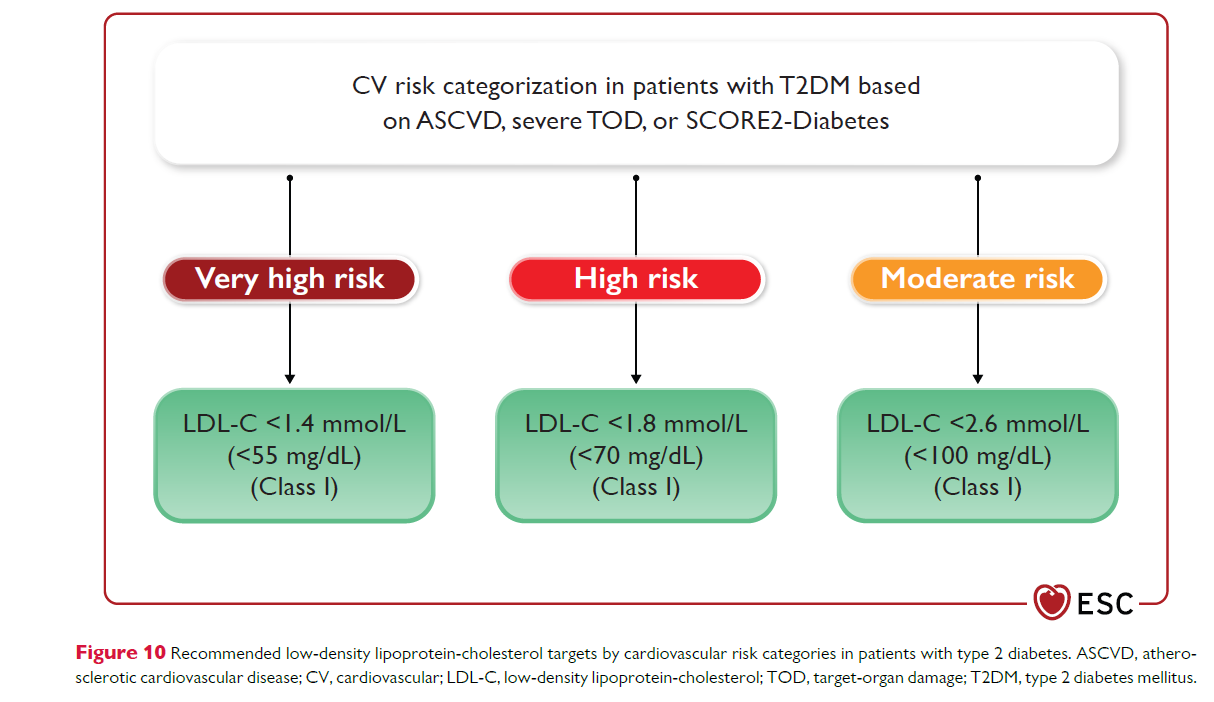 CV risk categorization in patients with T2DM based
on ASCVD, severe TOD, or SCORE2-Diabetes
Very high risk
High risk
Moderate risk
LDL-C <1.4 mmol/L
(<55 mg/dL)
(Class I)
LDL-C <1.8 mmol/L
(<70 mg/dL)
(Class I)
LDL-C <2.6 mmol/L
(<100 mg/dL)
(Class I)
ESC
Figure 10 Recommended low-density lipoprotein-cholesterol targets by cardiovascular risk categories in patients with type 2 diabetes. ASCVD, athero-
sclerotic cardiovascular disease; CV, cardiovascular; LDL-C, low-density lipoprotein-cholesterol; TOD, target-organ damage; T2DM, type 2 diabetes mellitus.